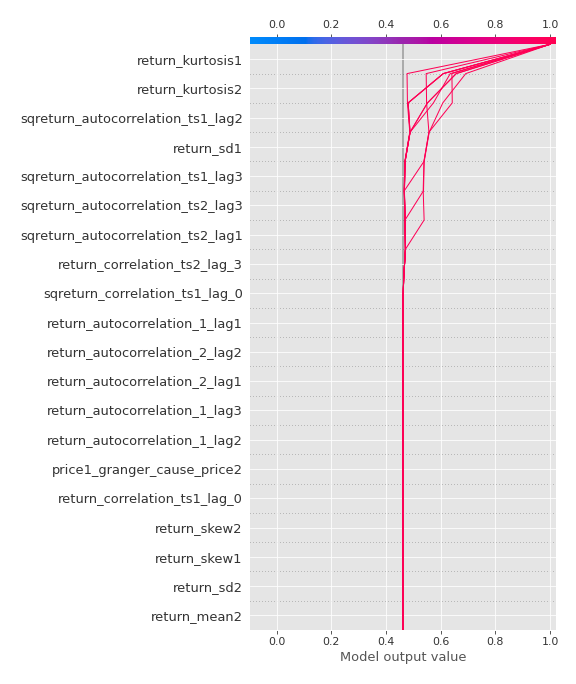 0.0 0.2 0.4 0.6 0.8 1.0
return_kurtosis1
return_kurtosis2
sqreturn_autocorrelation_ts1_lag2
return_sd1
sqreturn_autocorrelation_ts1_lag3
sqreturn_autocorrelation_ts2_lag3
sqreturn_autocorrelation_ts2_lag1
return_correlation_ts2_lag_3
sqreturn_correlation_ts1_lag_0
return_autocorrelation_1_lag1
return_autocorrelation_2_lag2
return_autocorrelation_2_lag1
return_autocorrelation_1_lag3
return_autocorrelation_1_lag2
price1_granger_cause_price2
return_correlation_ts1_lag_0
return_skew2
return_skew1
return_sd2
return_mean2
0.0 0.2 0.4 0.6 0.8 1.0
Model output value